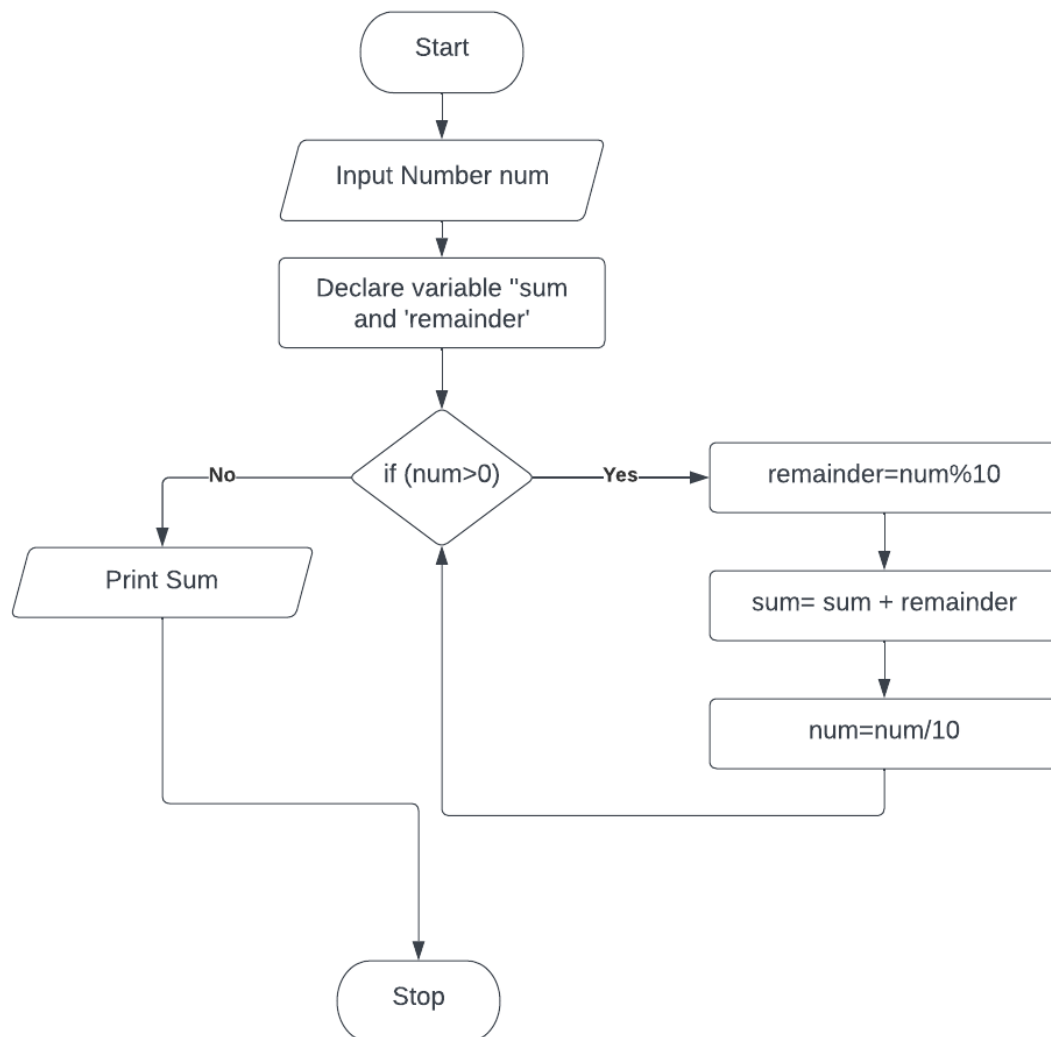 Start
Input Number num
Declare variable "sum
and 'remainder'
if (num>0)
No
Yes
remainder=num%10
Print Sum
sum= sum + remainder
num=num/10
Stop